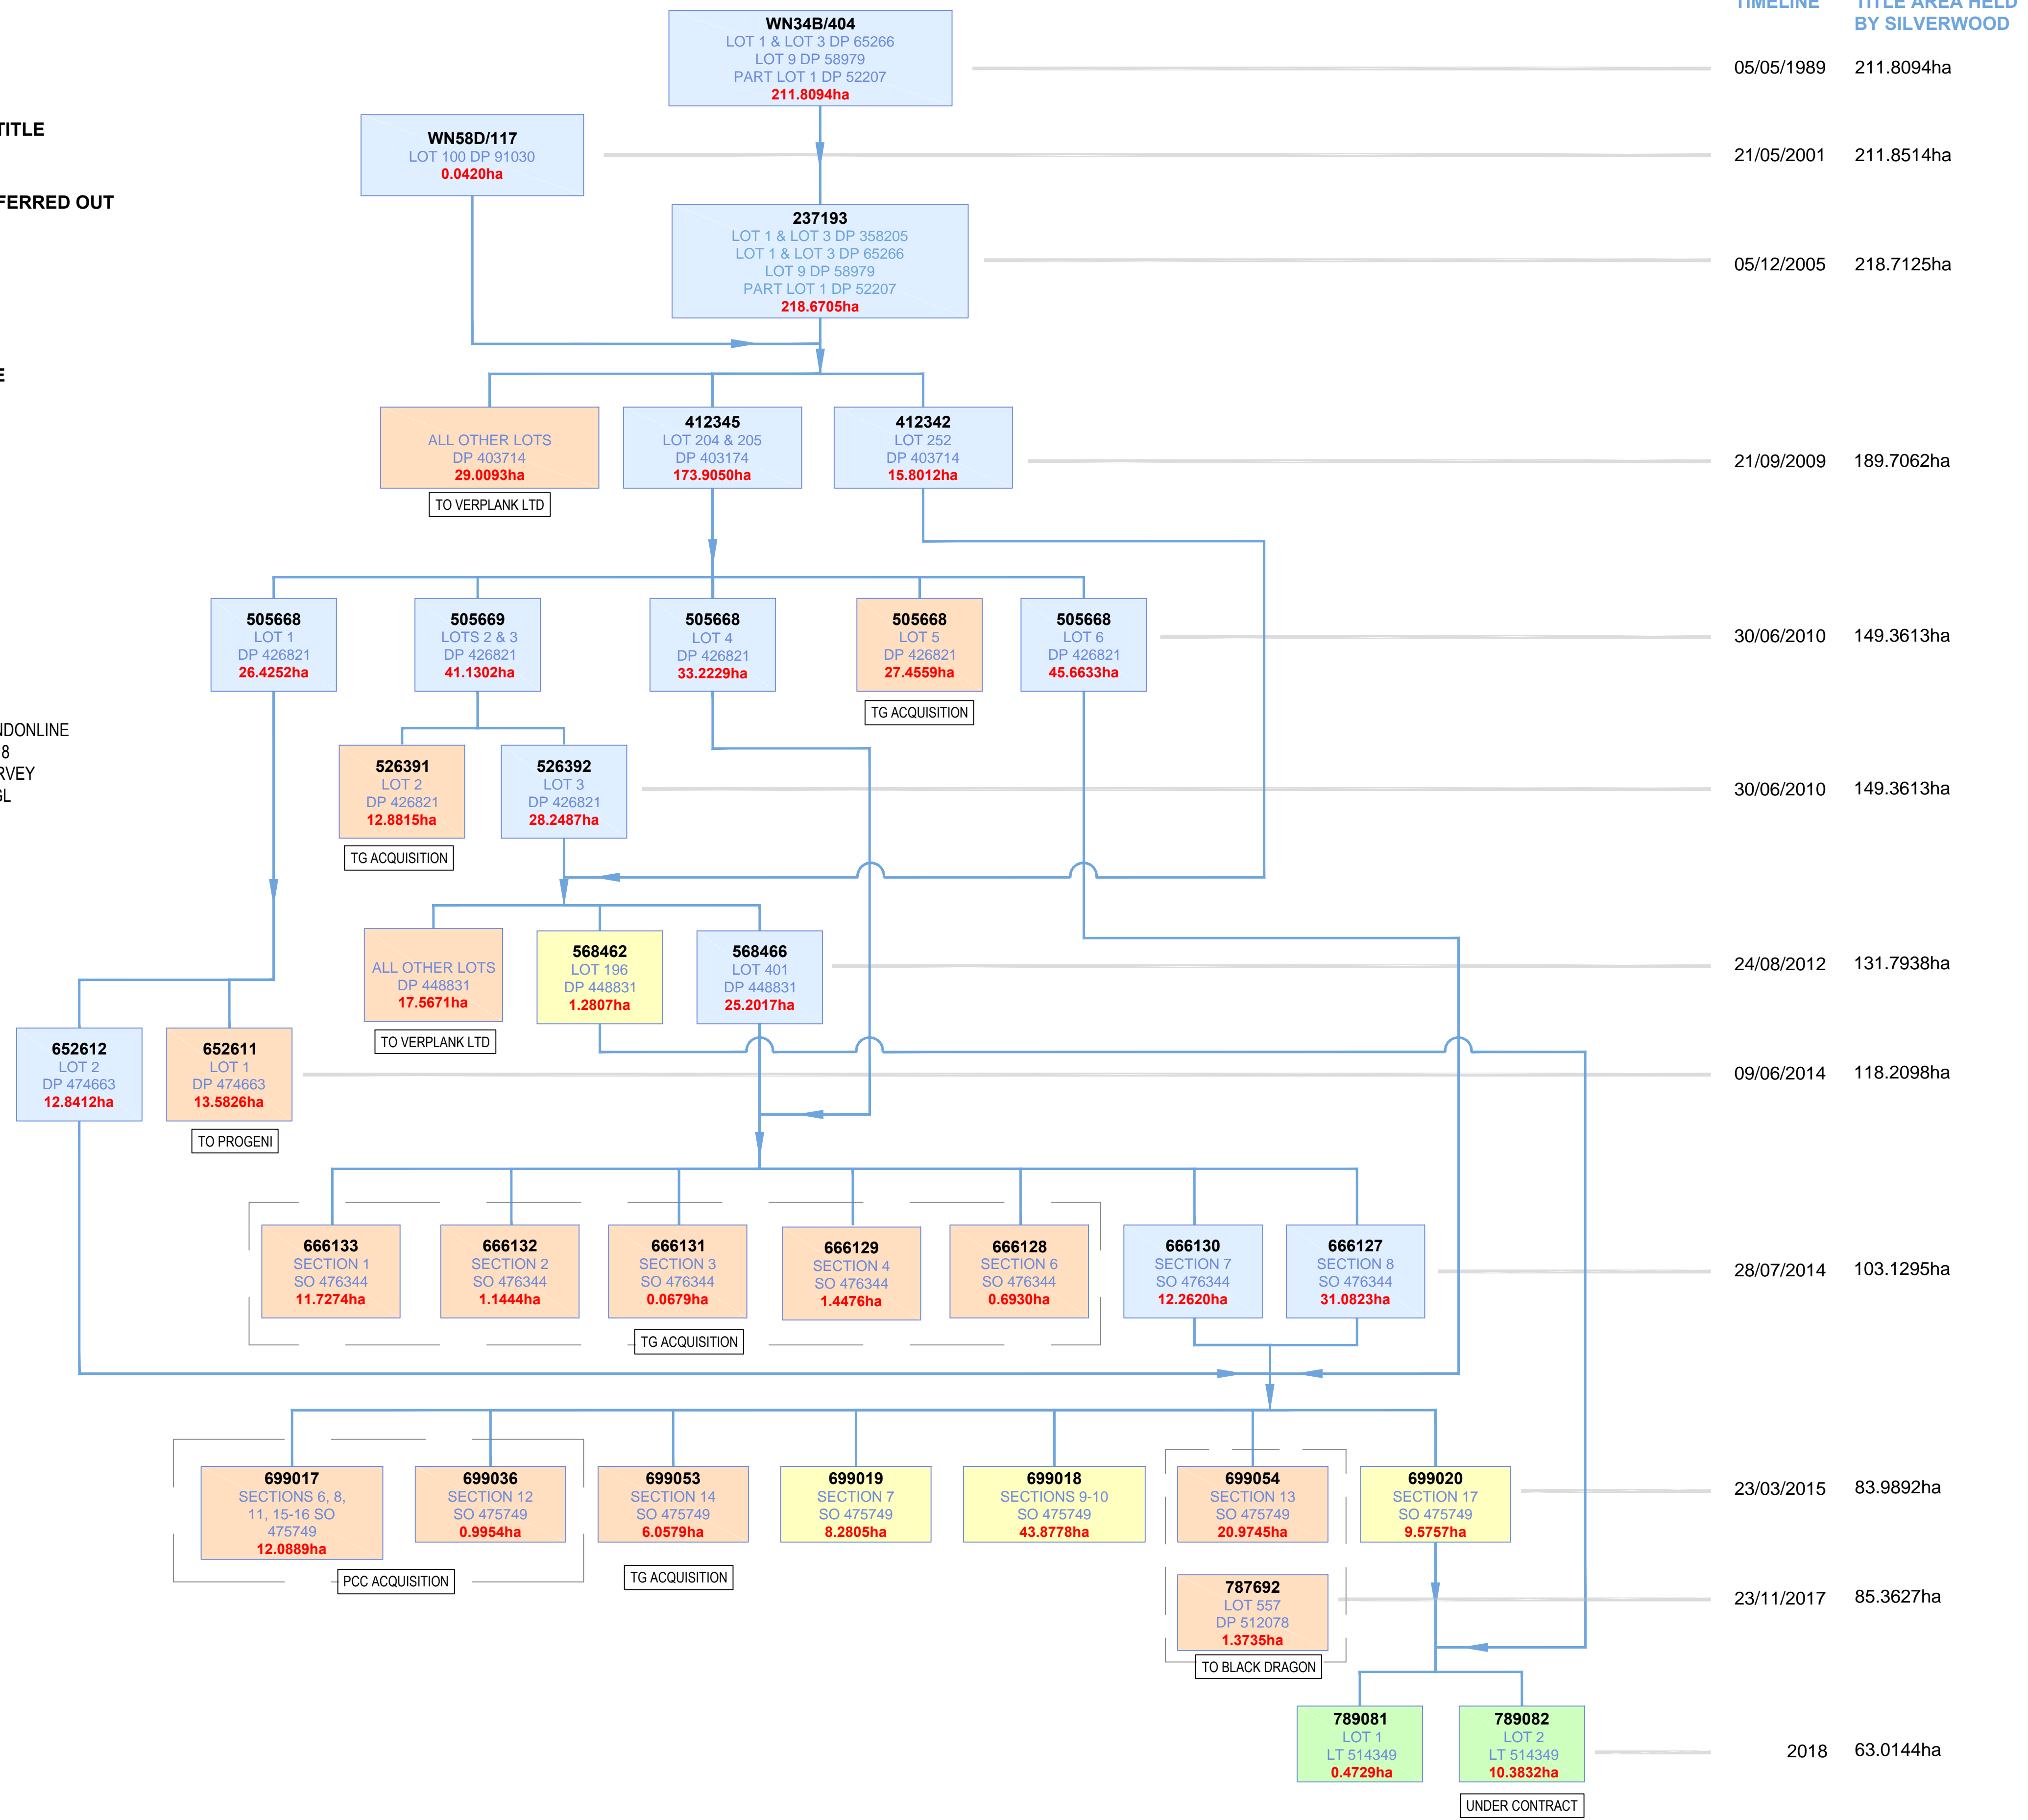 TIMELINE
TITLE AREA HELD
BY SILVERWOOD
WN34B/404
LOT 1 & LOT 3 DP 65266
LOT 9 DP 58979
PART LOT 1 DP 52207
211.8094ha
05/05/1989
211.8094ha
TITLE
WN58D/117
LOT 100 DP 91030
0.0420ha
21/05/2001
211.8514ha
FERRED OUT
237193
LOT 1 & LOT 3 DP 358205
LOT 1 & LOT 3 DP 65266
LOT 9 DP 58979
PART LOT 1 DP 52207
218.6705ha
05/12/2005
218.7125ha
E
ALL OTHER LOTS
DP 403714
29.0093ha
TO VERPLANK LTD
412345
LOT 204 & 205
DP 403174
173.9050ha
412342
LOT 252
DP 403714
15.8012ha
21/09/2009
189.7062ha
505668
LOT 1
DP 426821
26.4252ha
505669
LOTS 2 & 3
DP 426821
41.1302ha
505668
LOT 4
DP 426821
33.2229ha
505668
LOT 5
DP 426821
27.4559ha
TG ACQUISITION
505668
LOT 6
DP 426821
45.6633ha
30/06/2010
149.3613ha
NDONLINE
18
RVEY
GL
526391
LOT 2
DP 426821
12.8815ha
TG ACQUISITION
526392
LOT 3
DP 426821
28.2487ha
30/06/2010
149.3613ha
ALL OTHER LOTS
DP 448831
17.5671ha
TO VERPLANK LTD
568462
LOT 196
DP 448831
1.2807ha
568466
LOT 401
DP 448831
25.2017ha
24/08/2012
131.7938ha
652612
LOT 2
DP 474663
12.8412ha
652611
LOT 1
DP 474663
13.5826ha
TO PROGENI
09/06/2014
118.2098ha
666133
SECTION 1
SO 476344
11.7274ha
666132
SECTION 2
SO 476344
1.1444ha
666131
SECTION 3
SO 476344
0.0679ha
666129
SECTION 4
SO 476344
1.4476ha
666128
SECTION 6
SO 476344
0.6930ha
TG ACQUISITION
666130
SECTION 7
SO 476344
12.2620ha
666127
SECTION 8
SO 476344
31.0823ha
28/07/2014
103.1295ha
699017
SECTIONS 6, 8,
11, 15-16 SO
475749
12.0889ha
699036
SECTION 12
SO 475749
0.9954ha
PCC ACQUISITION
699053
SECTION 14
SO 475749
6.0579ha
TG ACQUISITION
699019
SECTION 7
SO 475749
8.2805ha
699018
SECTIONS 9-10
SO 475749
43.8778ha
699054
SECTION 13
SO 475749
20.9745ha
699020
SECTION 17
SO 475749
9.5757ha
23/03/2015
83.9892ha
787692
LOT 557
DP 512078
1.3735ha
TO BLACK DRAGON
23/11/2017
85.3627ha
789081
LOT 1
LT 514349
0.4729ha
789082
LOT 2
LT 514349
10.3832ha
UNDER CONTRACT
2018
63.0144ha